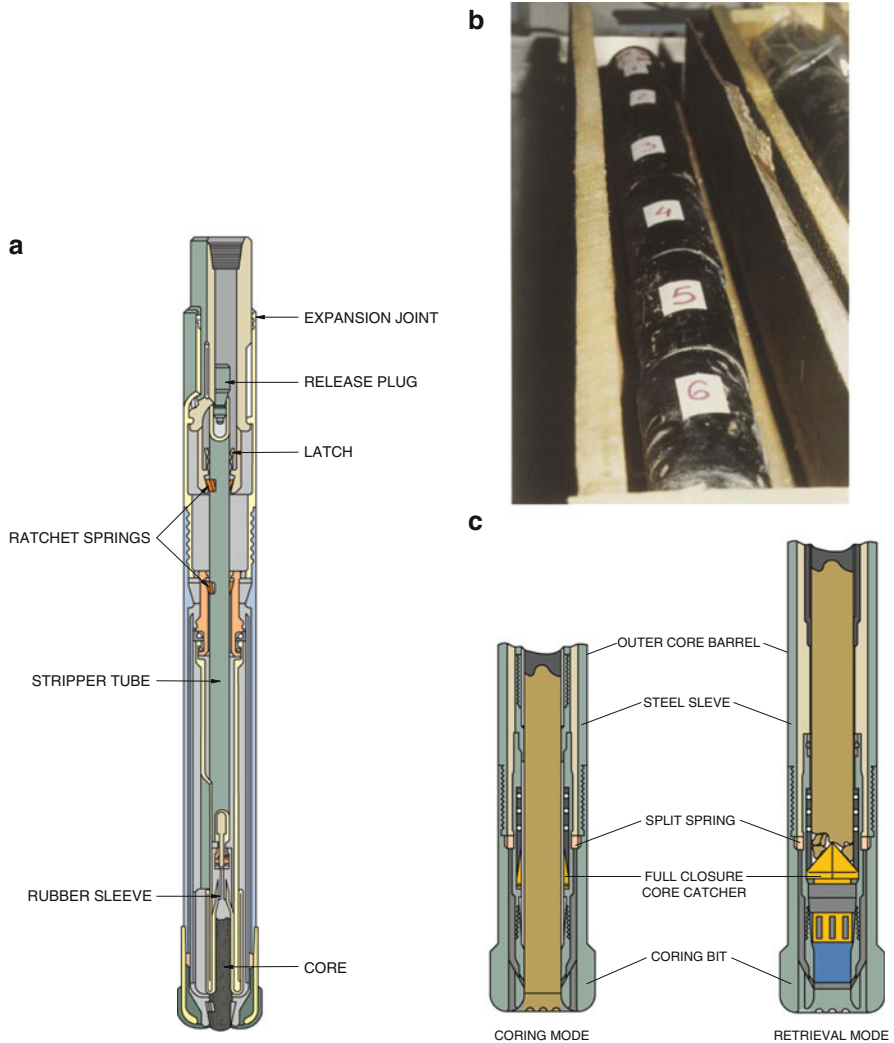 a
EXPANSION JOINT
RELEASE PLUG
LATCH
RATCHET SPRINGS
STRIPPER TUBE
RUBBER SLEEVE
CORE
b
2
3
4
5
6
c
OUTER CORE BARREL
STEEL SLEVE
SPLIT SPRING
FULL CLOSURE
CORE CATCHER
CORING BIT
CORING MODE
RETRIEVAL MODE